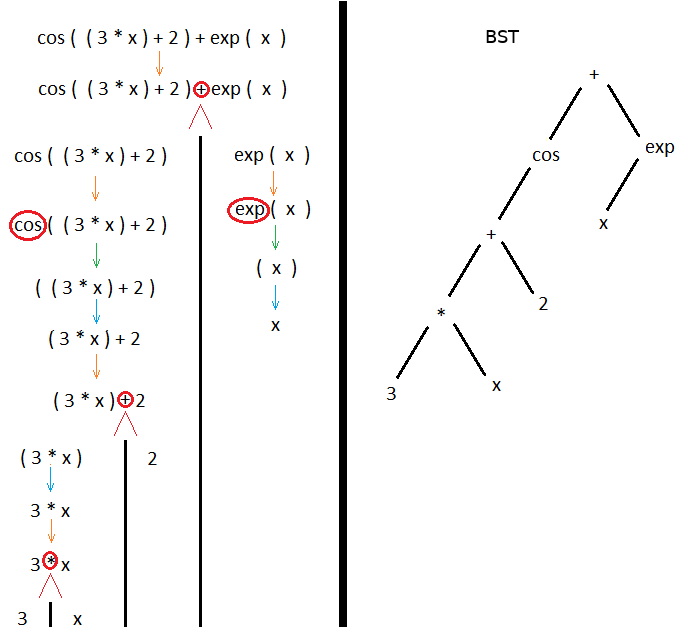 cos ( ( 3 * x ) + 2 ) + exp ( x )
cos ( ( 3 * x ) + 2 ) + exp ( x )
cos ( ( 3 * x ) + 2 )
cos ( ( 3 * x ) + 2 )
( ( 3 * x ) + 2 )
( 3 * x ) + 2
( 3 * x ) + 2
( 3 * x )
3 * x
3 * x
3
x
2
exp ( x )
exp ( x )
( x )
x
BST
+
cos
exp
+
x
*
2
3
x